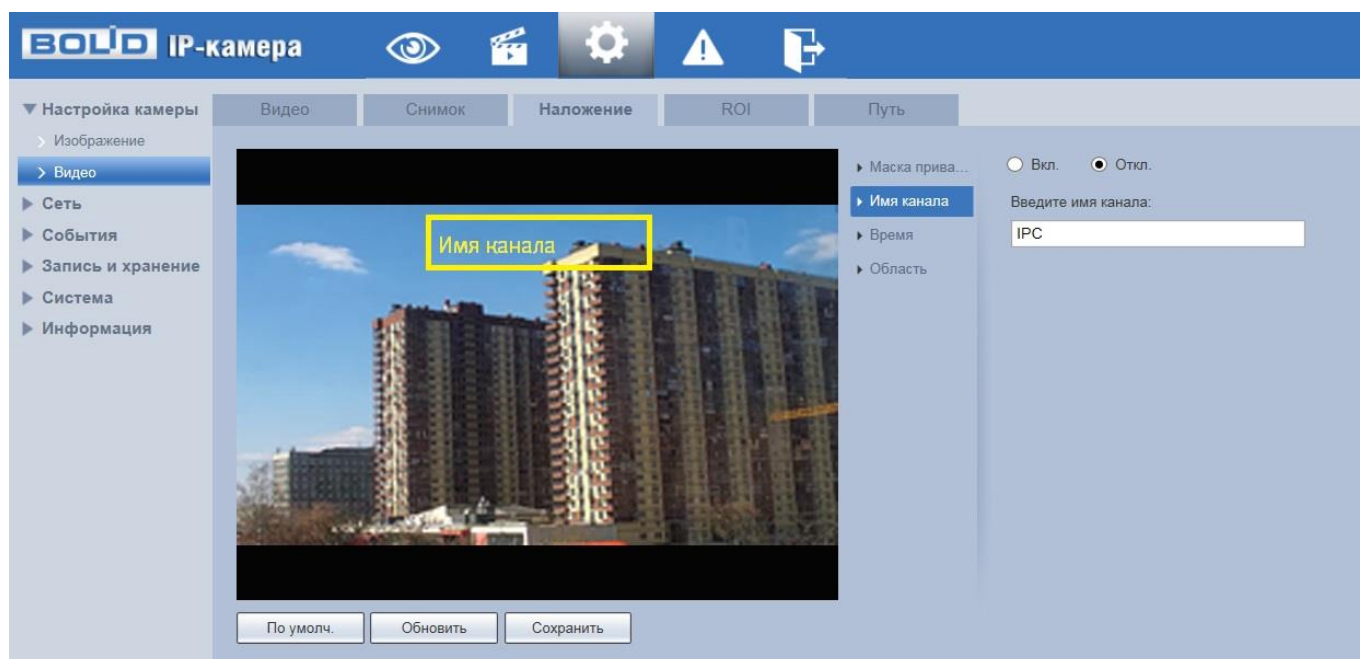 BOLID IP-камера
Настройка камеры
Изображение
Видео
Сеть
События
Запись и хранение
Система
Информация
Видео Снимок Наложение ROI Путь
Имя канала
Маска прива...
Имя канала
Время
Область
Вкл. Откл.
Введите имя канала:
IPC
По умолч. Обновить Сохранить